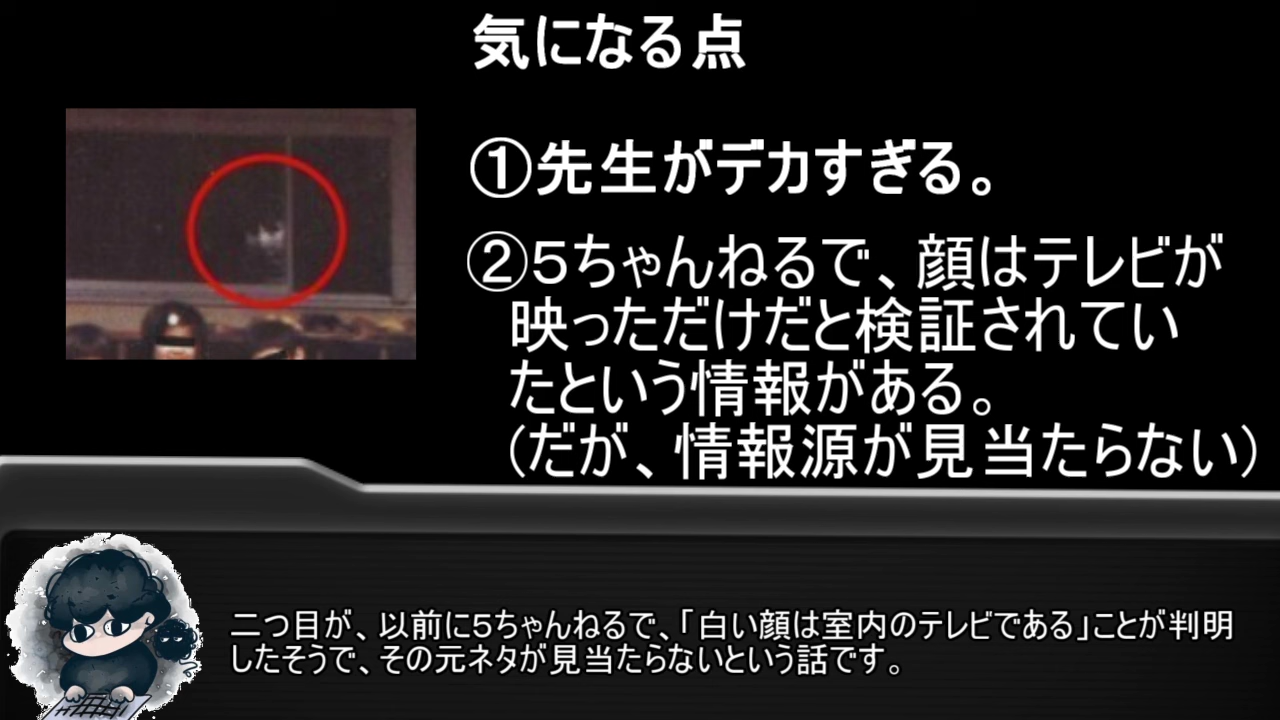 気になる点
①先生がデカすぎる。
②5ちゃんねるで、顔はテレビが
映っただけだと検証されてい
たという情報がある。
(だが、情報源が見当たらない)
二つ目が、以前に5ちゃんねるで、「白い顔は室内のテレビである」ことが判明
したそうで、その元ネタが見当たらないという話です。